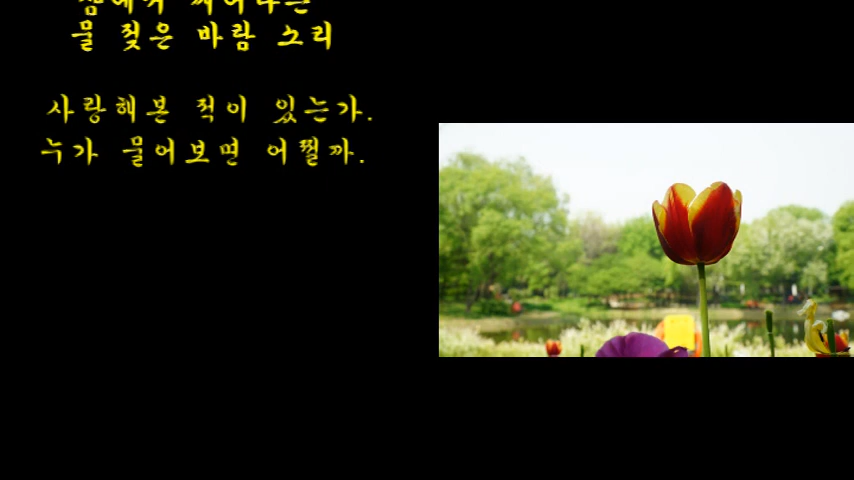 물 젖은 바람 소리
사랑해본 적이 있는가.
누가 물어보면 어쩔까.